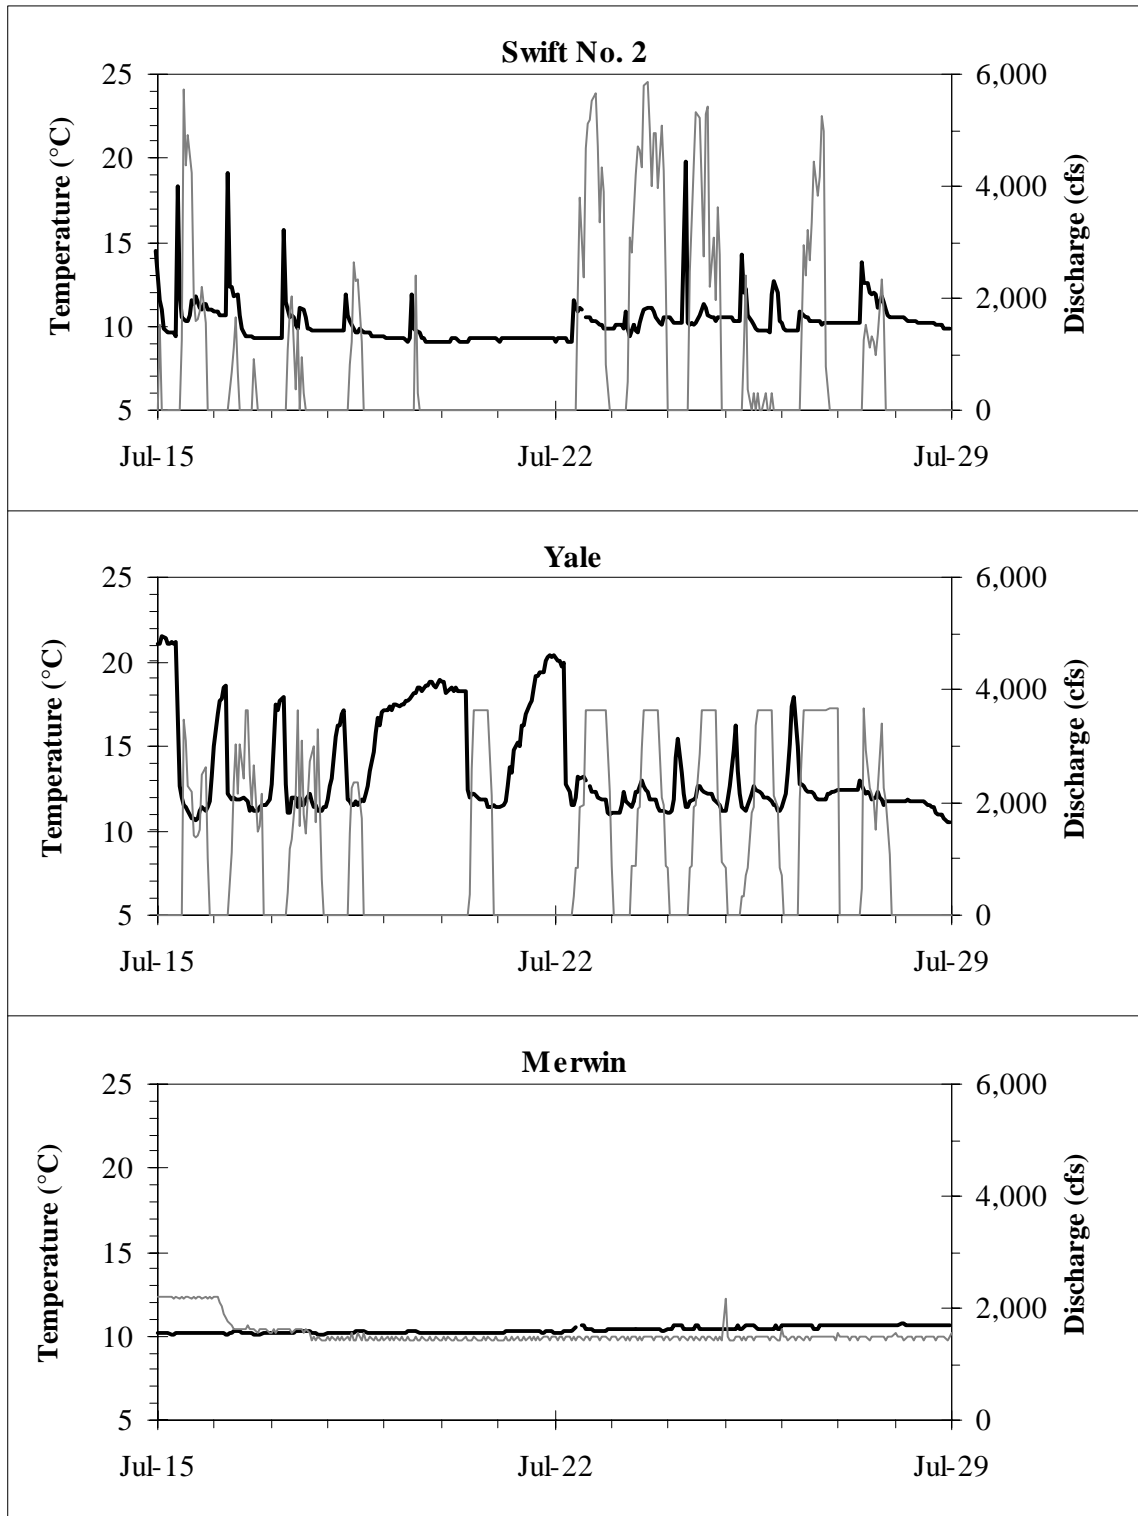 Swift No. 2
25
20
15
10
5
Temperature (°C)
6,000
4,000
2,000
0
Discharge (cfs)
Jul-15 Jul-22 Jul-29
Yale
25
20
15
10
5
Temperature (°C)
6,000
4,000
2,000
0
Discharge (cfs)
Jul-15 Jul-22 Jul-29
Merwin
25
20
15
10
5
Temperature (°C)
6,000
4,000
2,000
0
Discharge (cfs)
Jul-15 Jul-22 Jul-29